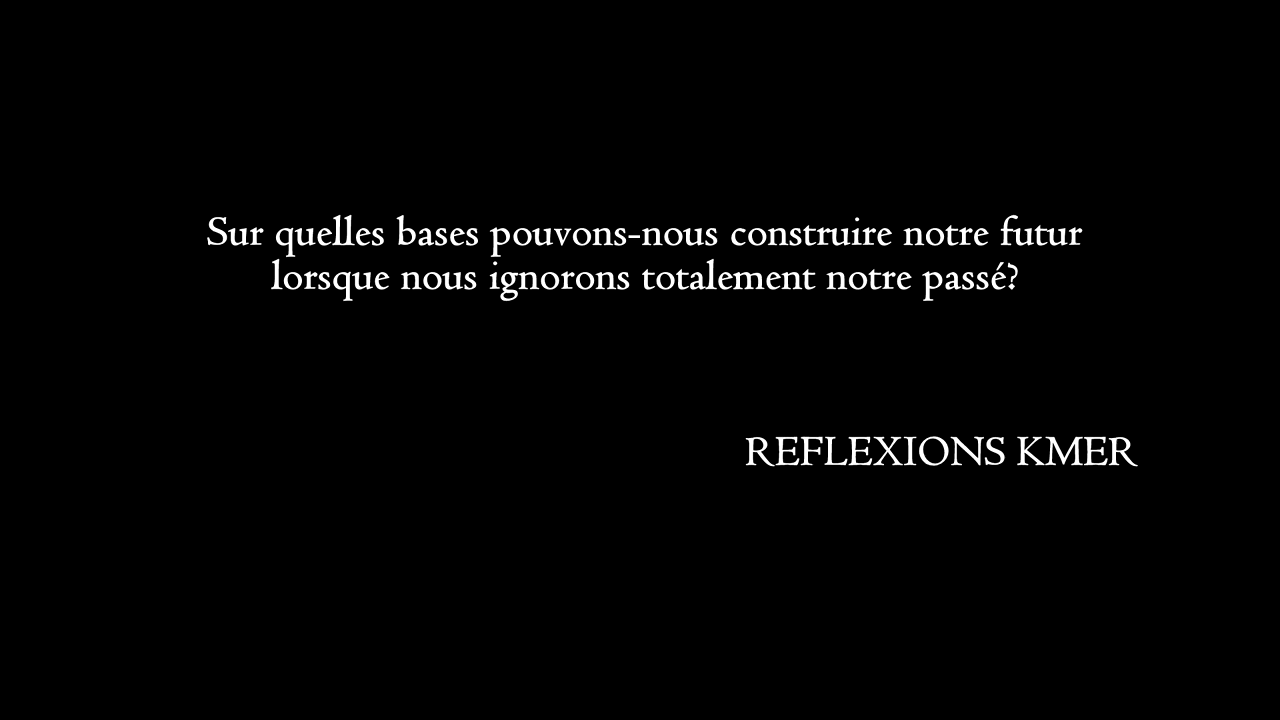 Sur quelles bases pouvons-nous construire notre futur
lorsque nous ignorons totalement notre passé?
REFLEXIONS KMER